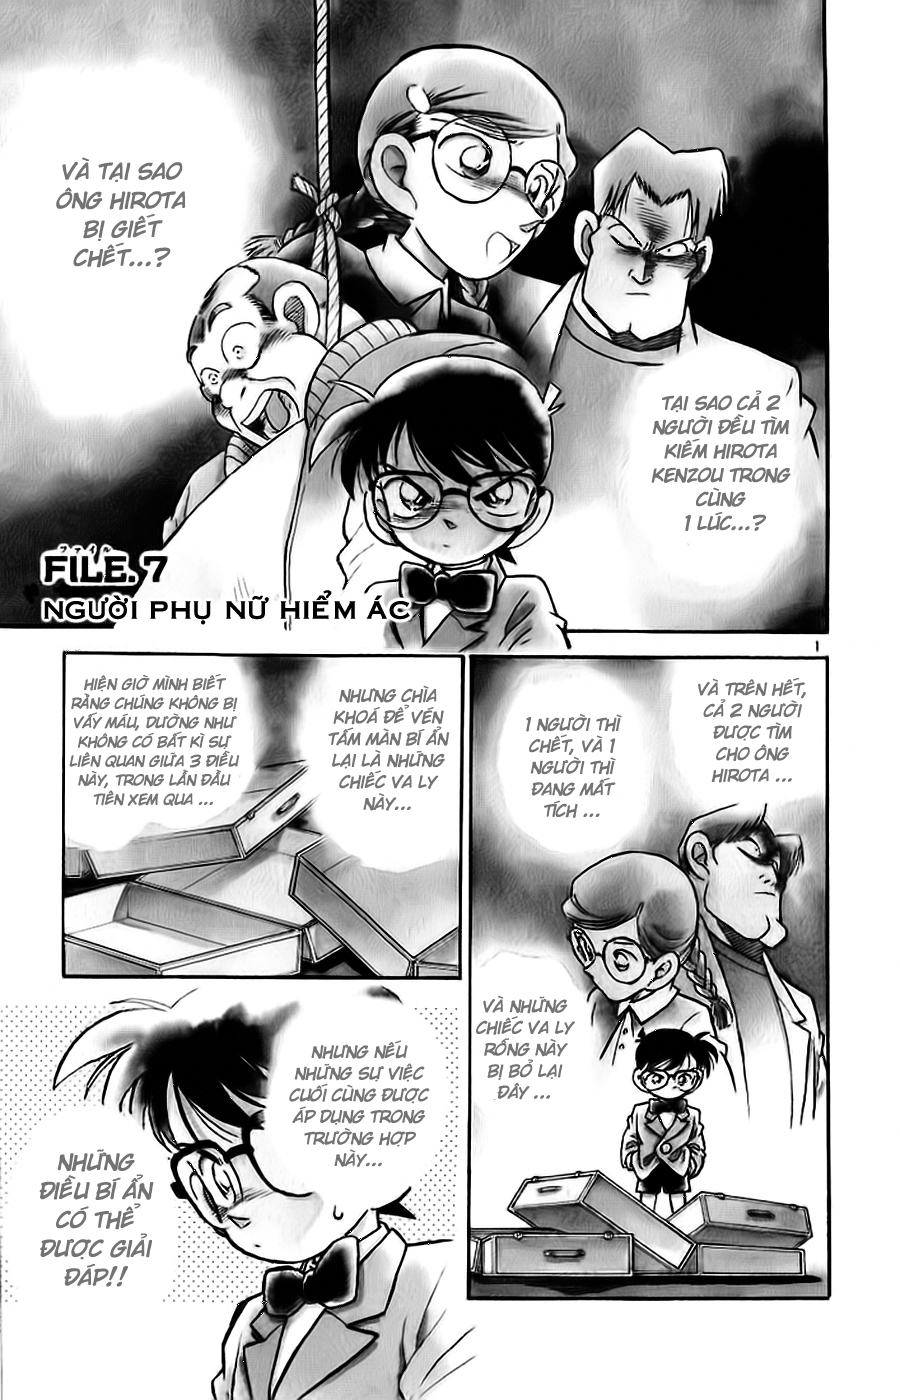 TẠI SAO CẢ 2
NGƯỜI ĐỀU TÌM
KIẾM HIROTA
KENZOU TRONG
CÙNG
1 LÚC...?
VÀ TẠI SAO
ÔNG HIROTA
BỊ GIẾT
CHẾT...?
ファイル
FILE. 7
NGƯỜI PHỤ NỮ HIỂM ÁC
1
VÀ TRÊN HẾT,
CẢ 2 NGƯỜI
ĐƯỢC TÌM
CHO ÔNG
HIROTA ...
1 NGƯỜI THÌ
CHẾT, VÀ 1
NGƯỜI THÌ
ĐANG MẤT
TÍCH ...
VÀ NHỮNG
CHIẾC VA LY
RỖNG NÀY
BỊ BỎ LẠI
ĐÂY ...
NHƯNG CHÌA
KHOÁ ĐỂ VÉN
TẤM MÀN BÍ ẨN
LẠI LÀ NHỮNG
CHIẾC VA LY
NÀY...
HIỆN GIỜ MÌNH BIẾT
RẰNG CHÚNG KHÔNG BỊ
VẤY MÁU, DƯỜNG NHƯ
KHÔNG CÓ BẤT KÌ SỰ
LIÊN QUAN GIỮA 3 ĐIỀU
NÀY, TRONG LẦN ĐẦU
TIÊN XEM QUA ...
NHƯNG NẾU
NHỮNG SỰ VIỆC
CUỐI CÙNG ĐƯỢC
ÁP DỤNG TRONG
TRƯỜNG HỢP
NÀY...
NHỮNG
ĐIỀU BÍ ẨN
CÓ THỂ
ĐƯỢC GIẢI
ĐÁP!!